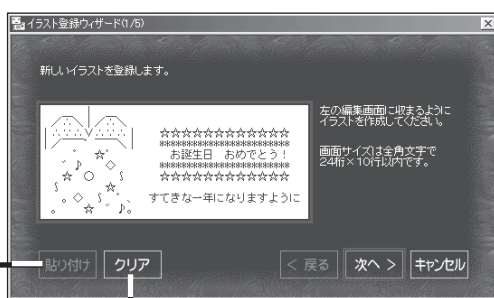 イラスト登録ウィザード(1/5)
新しいイラストを登録します。
☆☆☆☆☆☆☆☆☆☆☆☆
************************
お誕生日　おめでとう！
************************
☆☆☆☆☆☆☆☆☆☆☆☆
すてきな一年になりますように
左の編集画面に収まるように
イラストを作成してください。
画面サイズは全角文字で
24桁×10行以内です。
貼り付け
クリア
< 戻る
次へ >
キャンセル